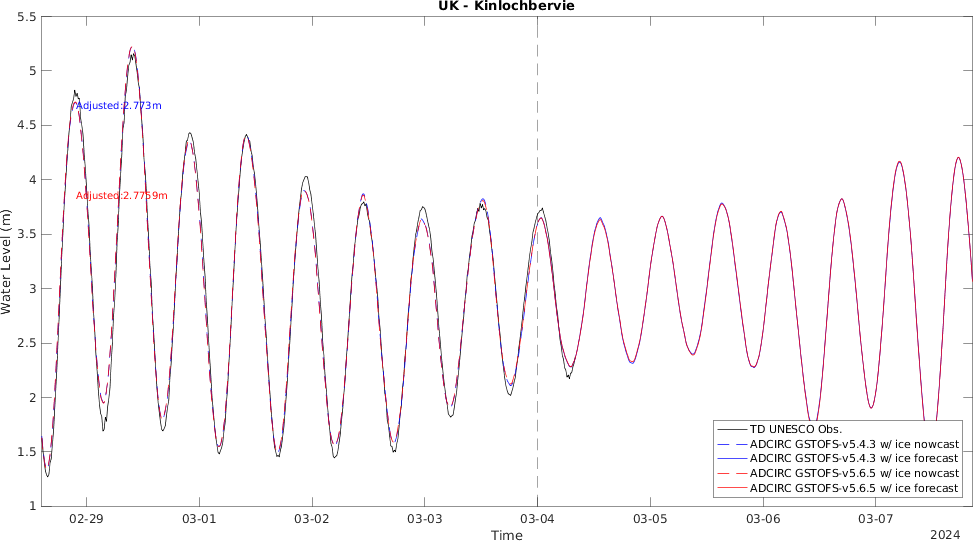 UK - Kinlochbervie
5.5
5
4.5
4
3.5
3
2.5
2
1.5
1
Water Level (m)
Adjusted:2.773m
Adjusted:2.7759m
TD UNESCO Obs.
ADCIRC GSTOFS-v5.4.3 w/ ice nowcast
ADCIRC GSTOFS-v5.4.3 w/ ice forecast
ADCIRC GSTOFS-v5.6.5 w/ ice nowcast
ADCIRC GSTOFS-v5.6.5 w/ ice forecast
02-29
03-01
03-02
03-03
03-04
03-05
03-06
03-07
Time
2024